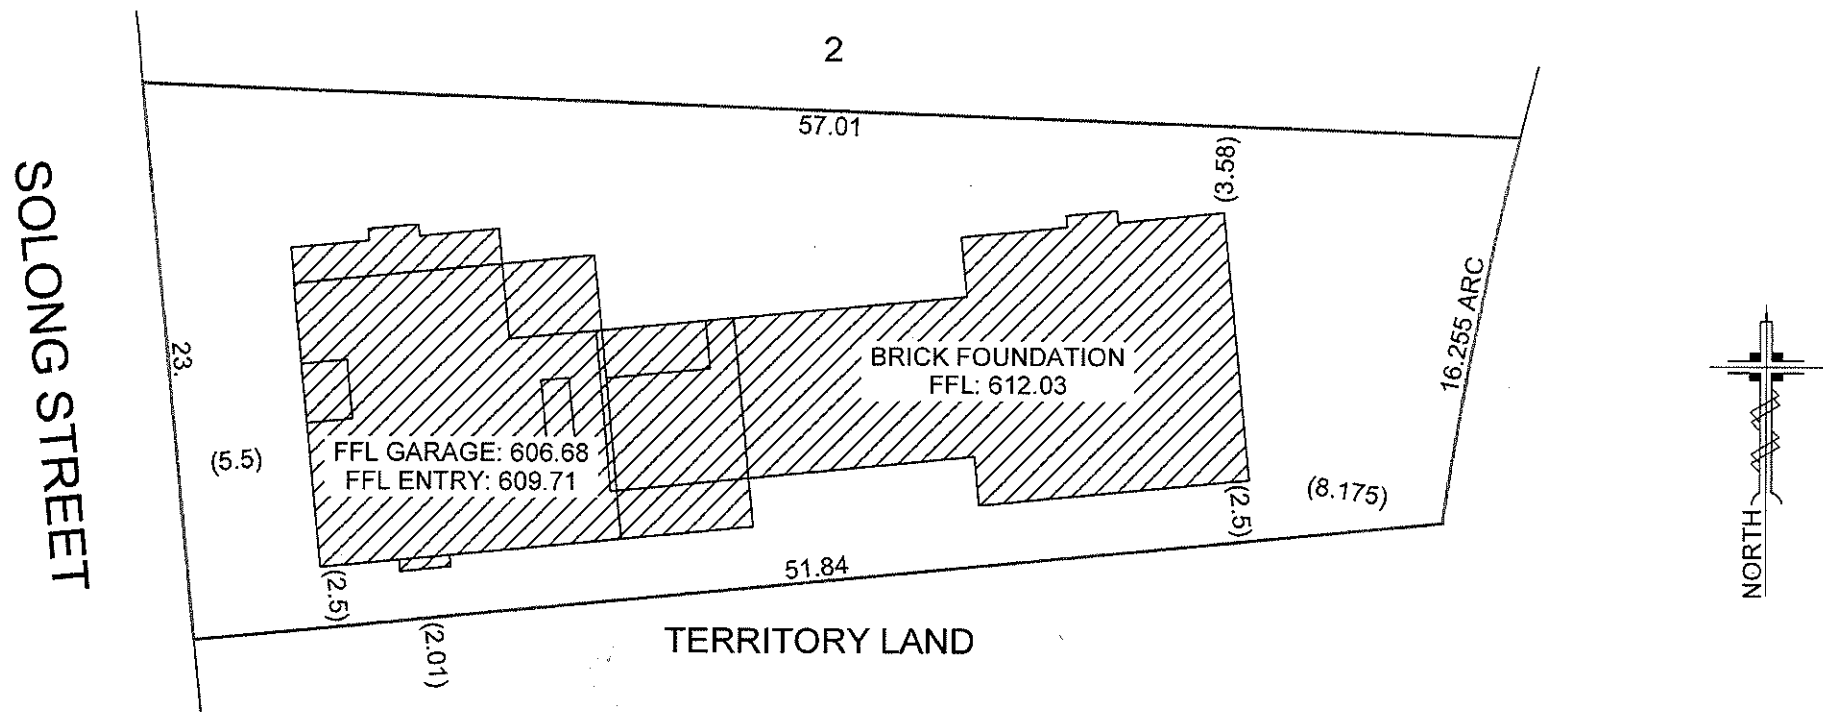 2
57.01
(3.58)
SOLONG STREET
23.
16.255 ARC
BRICK FOUNDATION
FFL: 612.03
FFL GARAGE: 606.68
FFL ENTRY: 609.71
(5.5)
(8.175)
(2.5)
51.84
(2.5)
(2.01)
TERRITORY LAND
NORTH